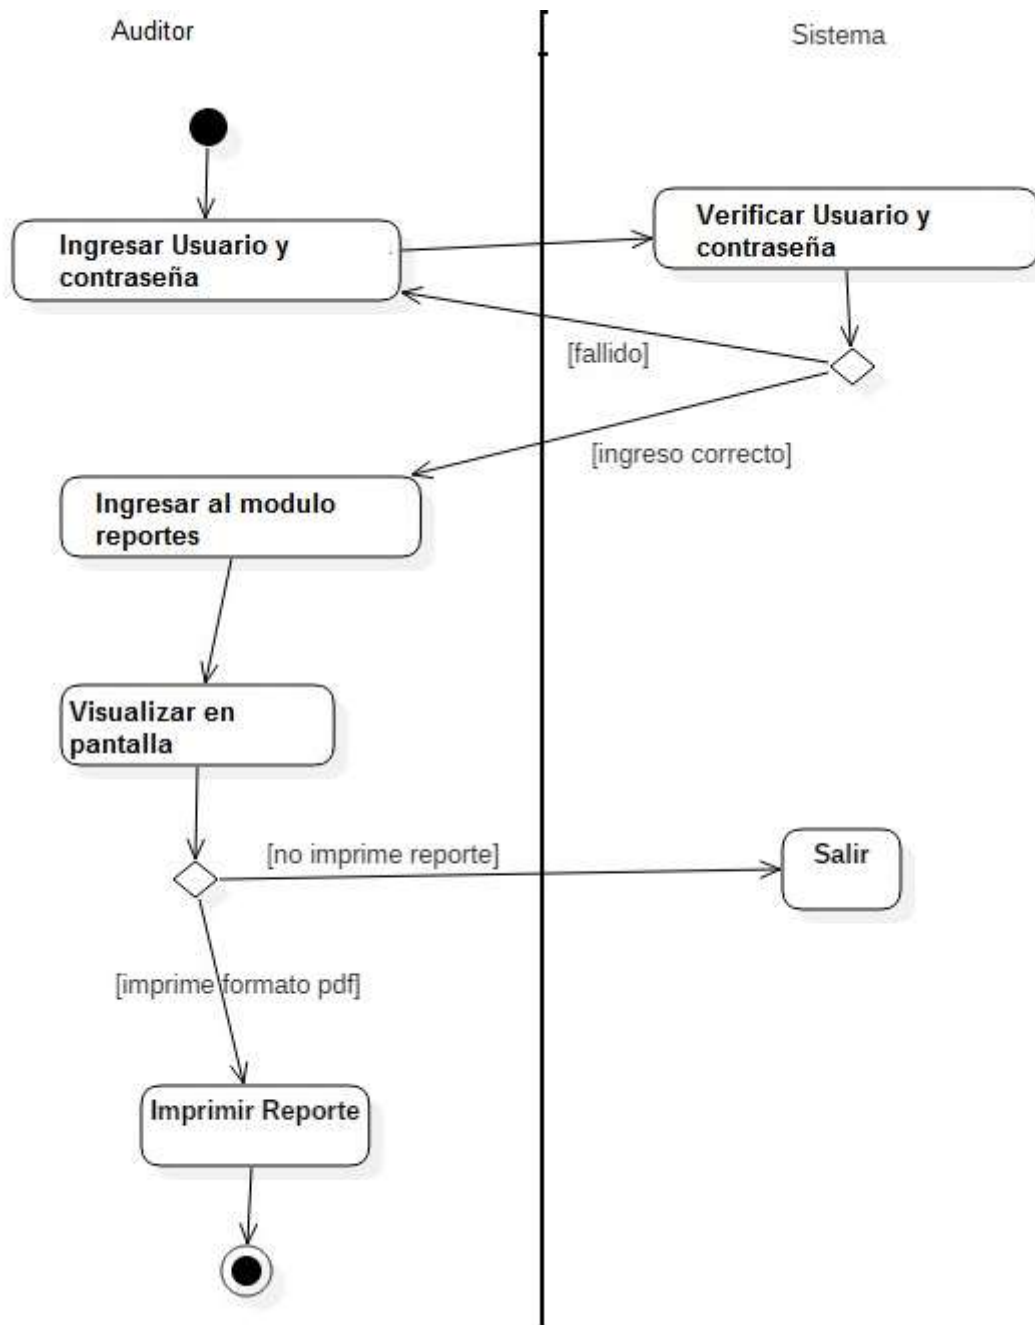 Auditor
Sistema
Ingresar Usuario y
contraseña
Verificar Usuario y
contraseña
[fallido]
[ingreso correcto]
Ingresar al modulo
reportes
Visualizar en
pantalla
[no imprime reporte]
Salir
[imprime formato pdf]
Imprimir Reporte